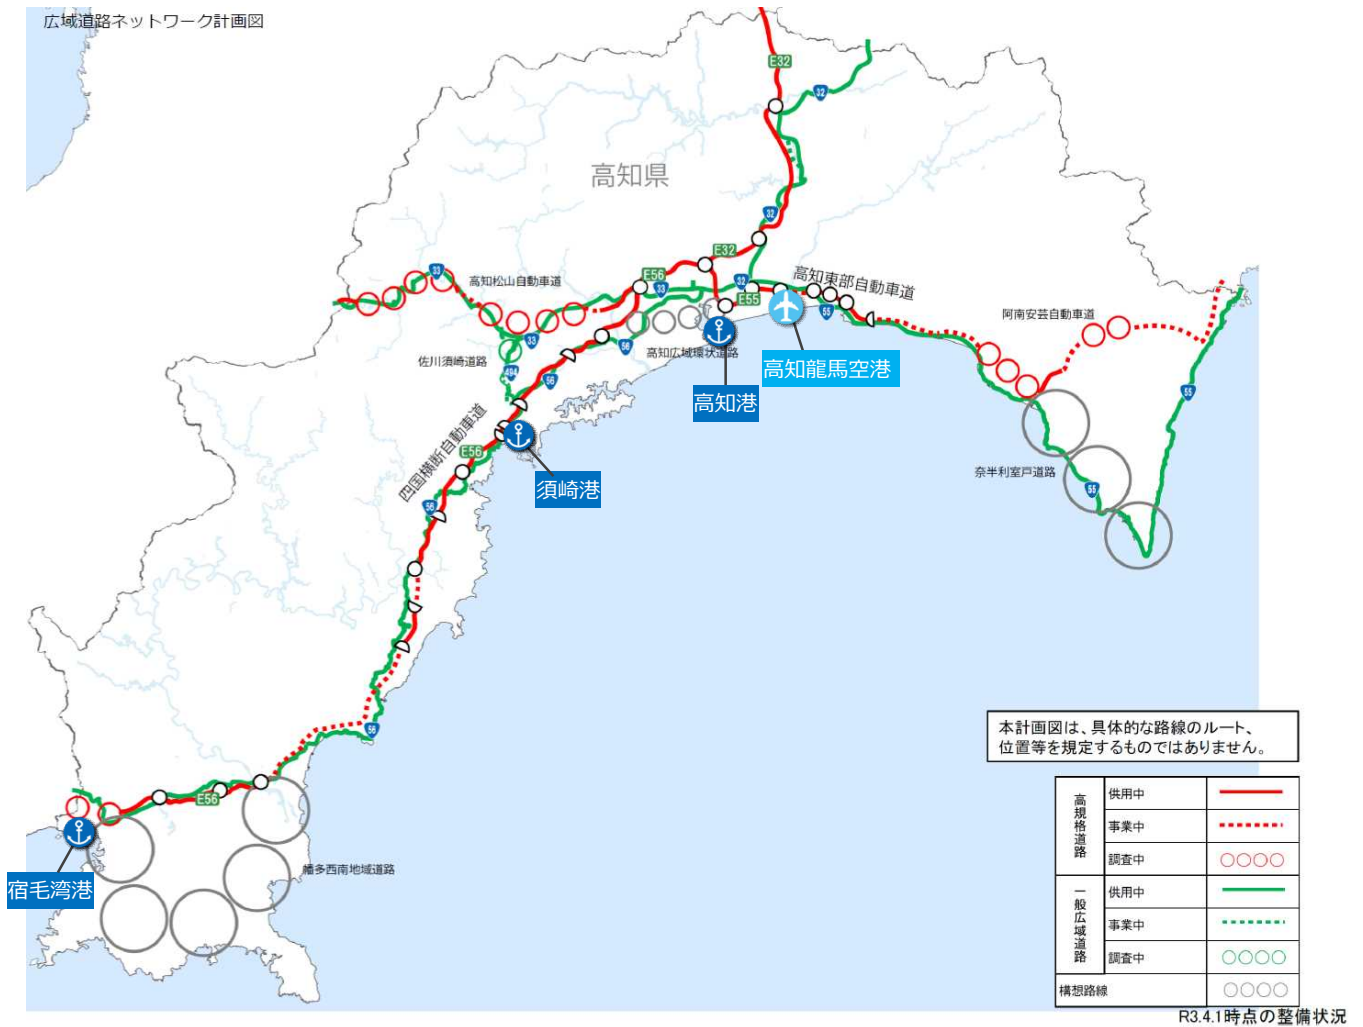 広域道路ネットワーク計画図
E32
32
高知県
32
E32
33
高知松山自動車道
E56
33
32
E55
高知東部自動車道
55
阿南安芸自動車道
33
佐川須崎道路
56
高知広域環状道路
高知龍馬空港
494
56
高知港
55
四国横断自動車道
E56
須崎港
奈半利室戸道路
55
56
56
本計画図は、具体的な路線のルート、
位置等を規定するものではありません。
E56
幡多西南地域道路
宿毛湾港
高規格道路
供用中
事業中
調査中
一般広域道路
供用中
事業中
調査中
構想路線
R3.4.1時点の整備状況